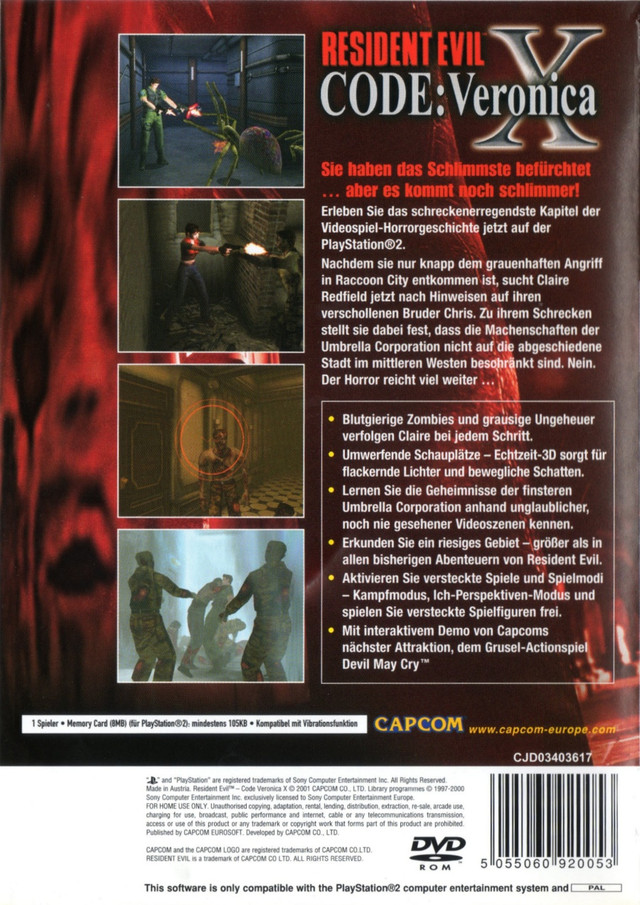 RESIDENT EVIL™
CODE:Veronica X
Sie haben das Schlimmste befürchtet
... aber es kommt noch schlimmer!
Erleben Sie das schreckenerregendste Kapitel der
Videospiel-Horrorgeschichte jetzt auf der
PlayStation®2.
Nachdem sie nur knapp dem grauenhaften Angriff
in Raccoon City entkommen ist, sucht Claire
Redfield jetzt nach Hinweisen auf ihren
verschollenen Bruder Chris. Zu ihrem Schrecken
stellt sie dabei fest, dass die Machenschaften der
Umbrella Corporation nicht auf die abgeschiedene
Stadt im mittleren Westen beschränkt sind. Nein.
Der Horror reicht viel weiter ...
• Blutgierige Zombies und grausige Ungeheuer
verfolgen Claire bei jedem Schritt.
• Umwerfende Schauplätze – Echtzeit-3D sorgt für
flackernde Lichter und bewegliche Schatten.
• Lernen Sie die Geheimnisse der finsteren
Umbrella Corporation anhand unglaublicher,
noch nie gesehener Videoszenen kennen.
• Erkunden Sie ein riesiges Gebiet – größer als in
allen bisherigen Abenteuern von Resident Evil.
• Aktivieren Sie versteckte Spiele und Spielmodi
– Kampfmodus, Ich-Perspektiven-Modus und
spielen Sie versteckte Spielfiguren frei.
• Mit interaktivem Demo von Capcoms
nächster Attraktion, dem Grusel-Actionspiel
Devil May Cry™
1 Spieler • Memory Card (8MB) (für PlayStation®2): mindestens 105KB • Kompatibel mit Vibrationsfunktion
CAPCOM www.capcom-europe.com
CJD03403617
"PS" and "PlayStation" are registered trademarks of Sony Computer Entertainment Inc. All Rights Reserved.
Made in Austria. Resident Evil™ – Code Veronica X © 2001 CAPCOM CO., LTD. Library programmes © 1997-2000
Sony Computer Entertainment Inc. exclusively licensed to Sony Computer Entertainment Europe.
FOR HOME USE ONLY. Unauthorised copying, adaptation, rental, lending, distribution, extraction, re-sale, arcade use,
charging for use, broadcast, public performance and internet, cable or any telecommunications transmission,
access or use of this product or any trademark or copyright work that forms part of this product are prohibited.
Published by CAPCOM EUROSOFT. Developed by CAPCOM CO., LTD.
CAPCOM and the CAPCOM LOGO are registered trademarks of CAPCOM CO.LTD.
RESIDENT EVIL is a trademark of CAPCOM CO LTD. ALL RIGHTS RESERVED.
DVD
ROM
5 055060 920053
This software is only compatible with the PlayStation®2 computer entertainment system and PAL